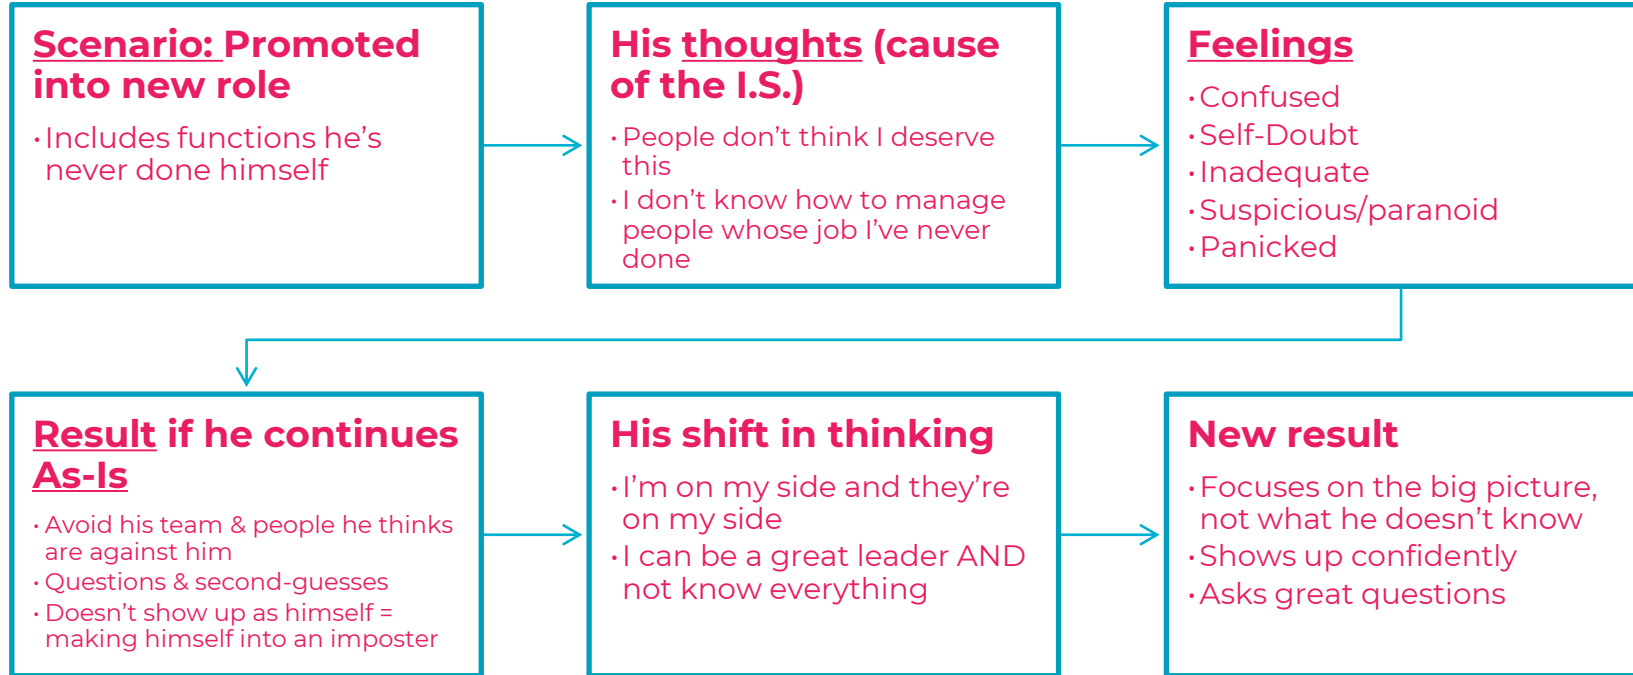 Scenario: Promoted
into new role
· Includes functions he's
never done himself
His thoughts (cause
of the I.S.)
· People don't think I deserve
this
· I don't know how to manage
people whose job I've never
done
Feelings
· Confused
· Self-Doubt
· Inadequate
· Suspicious/paranoid
· Panicked
Result if he continues
As-Is
· Avoid his team & people he thinks
are against him
· Questions & second-guesses
· Doesn't show up as himself =
making himself into an imposter
His shift in thinking
· I'm on my side and they're
on my side
· I can be a great leader AND
not know everything
New result
· Focuses on the big picture,
not what he doesn't know
· Shows up confidently
· Asks great questions